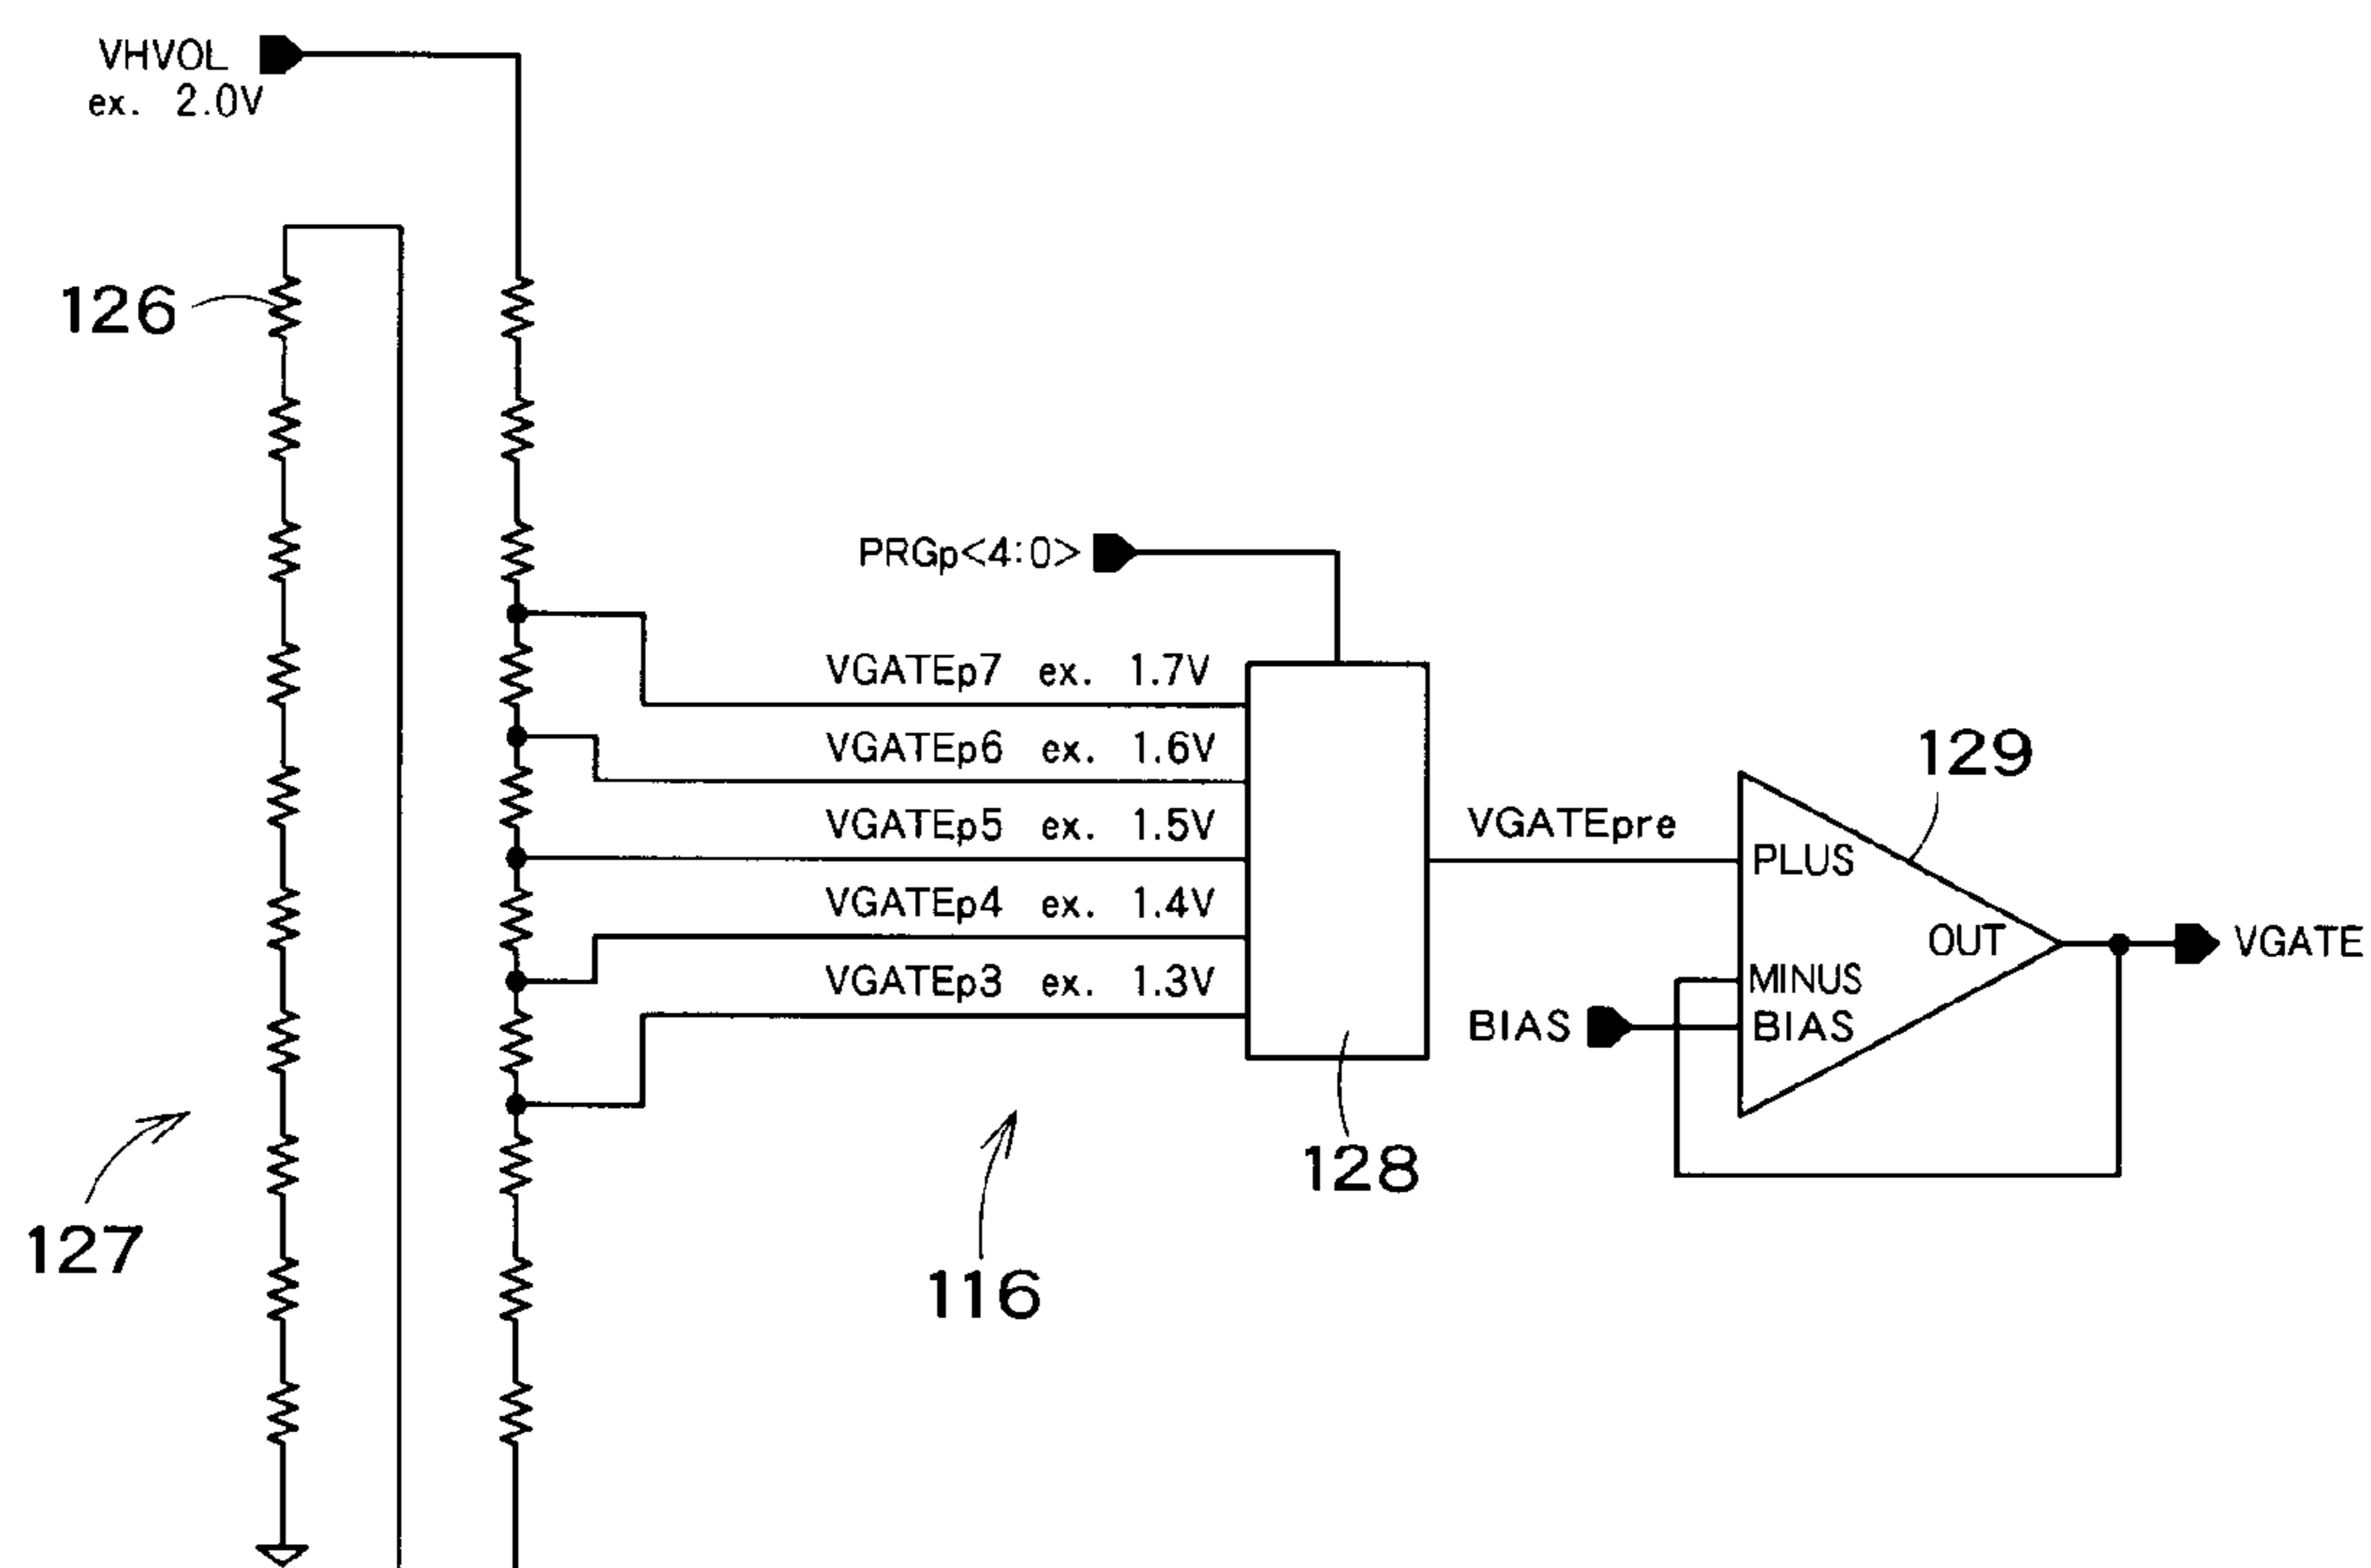 VHVOL
ex. 2.0V
126
PRGp<4:0>
VGATEp7 ex. 1.7V
VGATEp6 ex. 1.6V
VGATEp5 ex. 1.5V
VGATEp4 ex. 1.4V
VGATEp3 ex. 1.3V
VGATEpre
129
PLUS
OUT
VGATE
MINUS
BIAS
BIAS
128
127
116